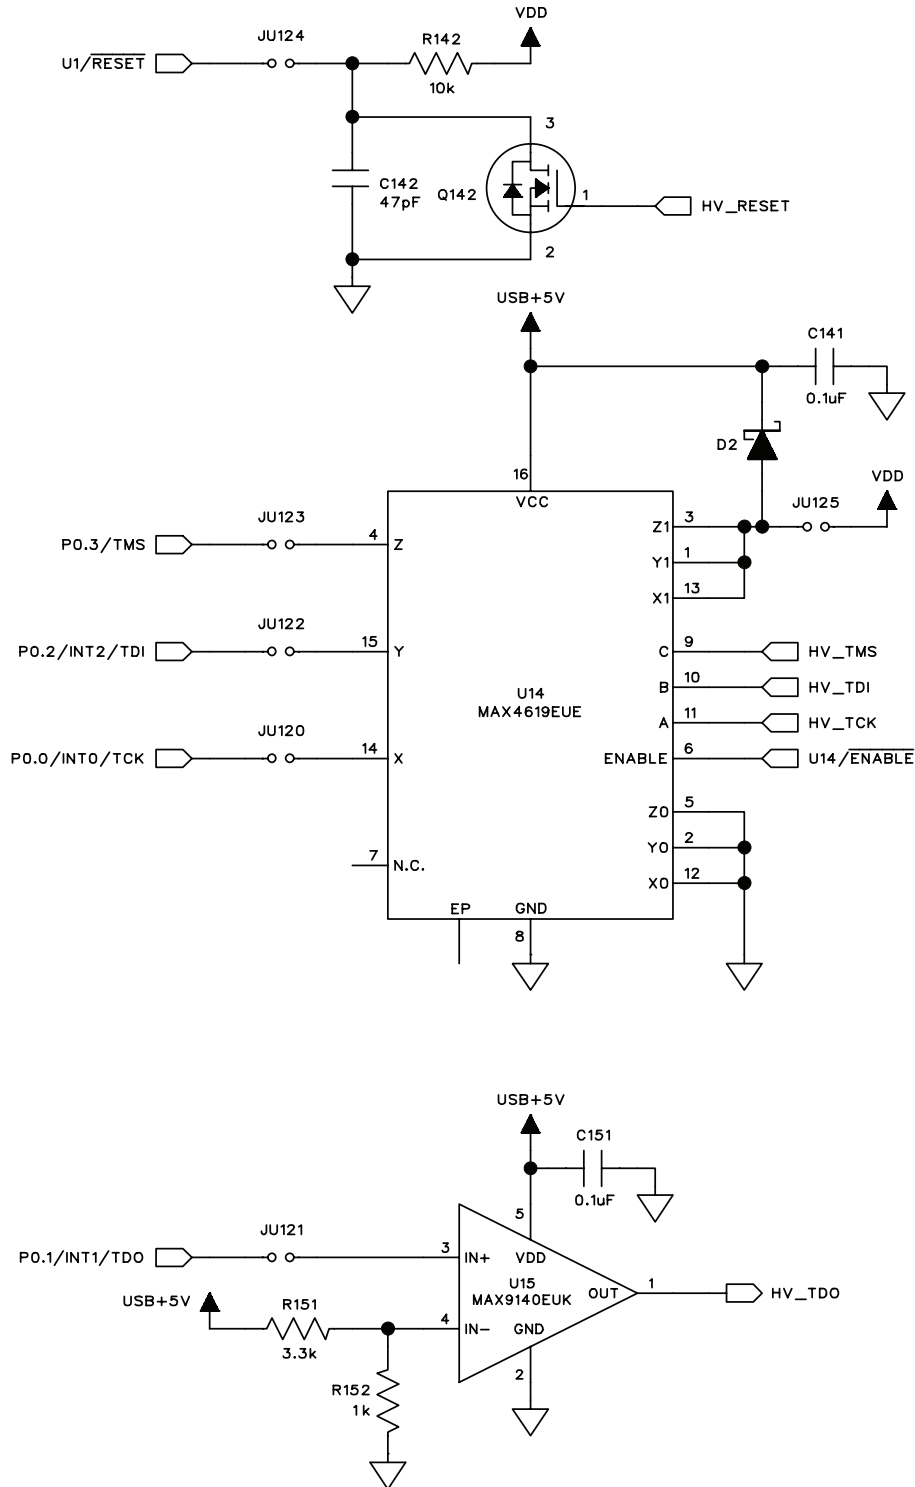 VDD
JU124
R142
U1/RESET
10k
3
C142
47pF
Q142
1
HV_RESET
2
USB+5V
C141
0.1uF
D2
16
VCC
VDD
JU125
JU123
P0.3/TMS
4
Z
Z1
3
Y1
1
X1
13
JU122
P0.2/INT2/TDI
15
Y
C
9
HV_TMS
B
10
HV_TDI
U14
MAX4619EUE
A
11
HV_TCK
JU120
P0.0/INT0/TCK
14
X
ENABLE
6
U14/ENABLE
Z0
5
Y0
2
X0
12
7
N.C.
EP
GND
8
USB+5V
C151
0.1uF
5
VDD
JU121
P0.1/INT1/TDO
3
IN+
U15
MAX9140EUK
OUT
1
HV_TDO
USB+5V
R151
3.3k
4
IN-
GND
2
R152
1k